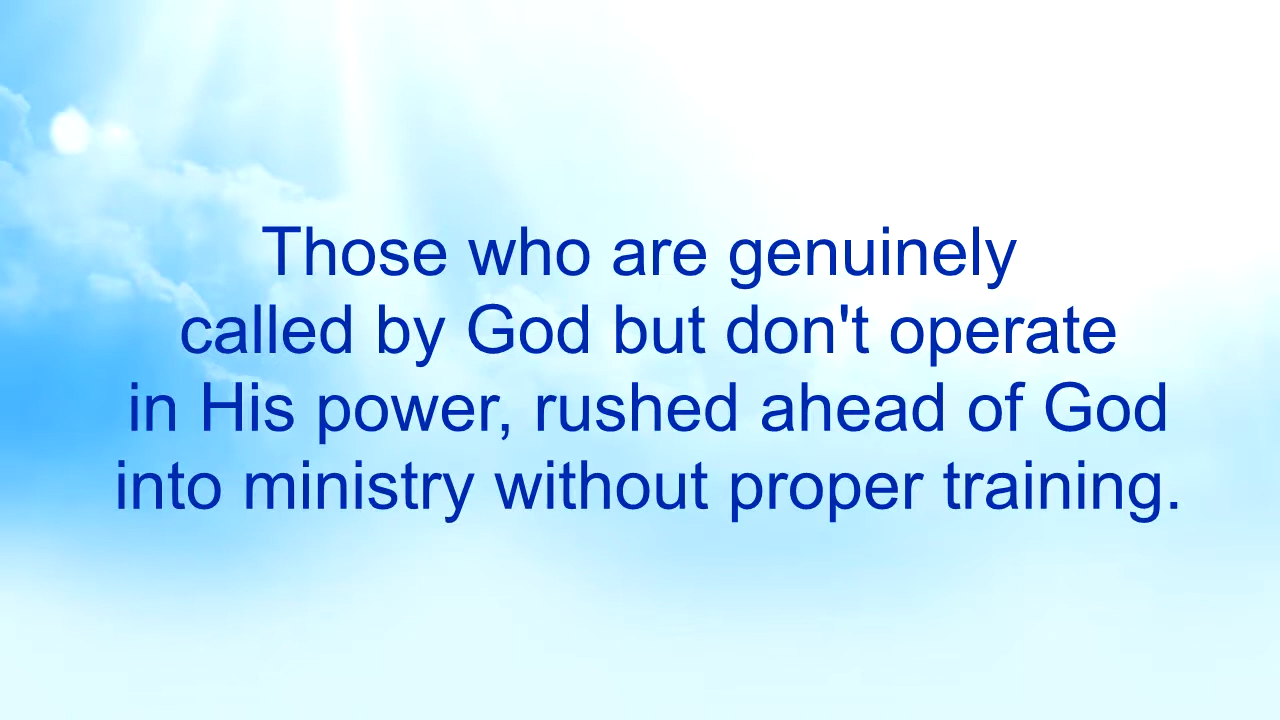 Those who are genuinely
called by God but don't operate
in His power, rushed ahead of God
into ministry without proper training.